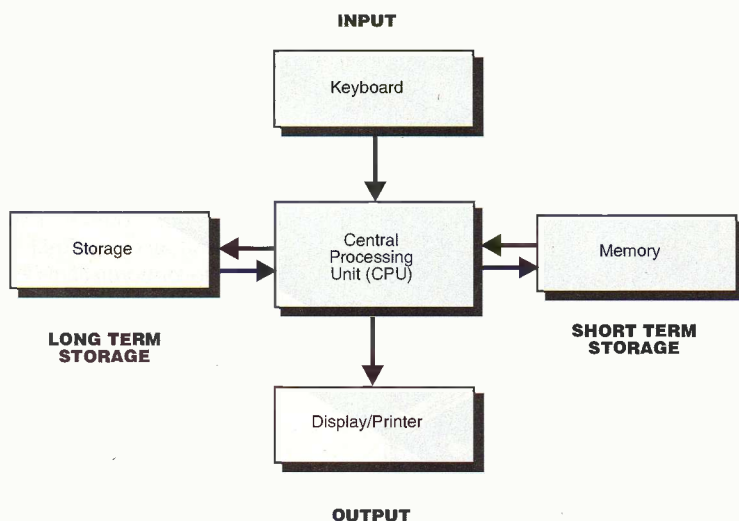 INPUT
Keyboard
Storage
Central
Processing
Unit (CPU)
Memory
LONG TERM
STORAGE
SHORT TERM
STORAGE
Display/Printer
OUTPUT